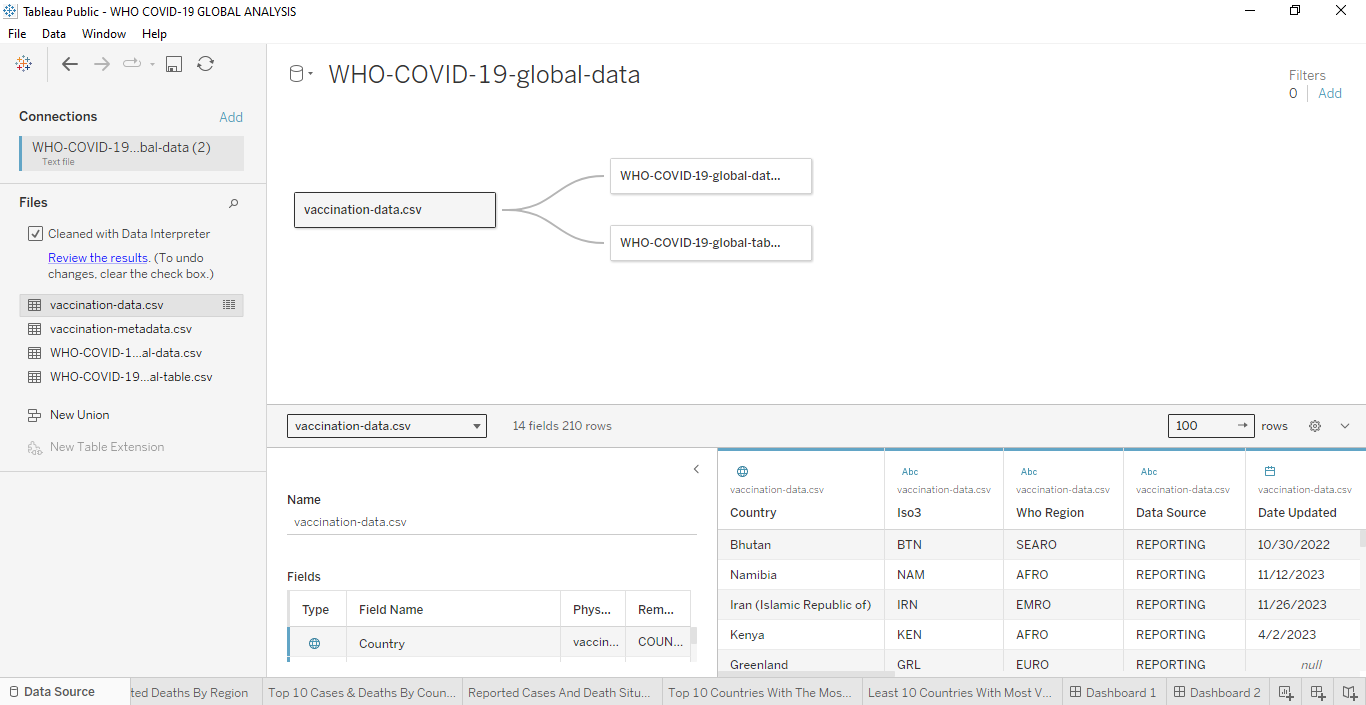 Tableau Public - WHO COVID-19 GLOBAL ANALYSIS
File Data Window Help
WHO-COVID-19-global-data
Filters
0 Add
Connections Add
WHO-COVID-19...bal-data (2)
Text file
Files
Cleaned with Data Interpreter
Review the results. (To undo
changes, clear the check box.)
vaccination-data.csv
vaccination-metadata.csv
WHO-COVID-1...al-data.csv
WHO-COVID-19...al-table.csv
New Union
New Table Extension
vaccination-data.csv
WHO-COVID-19-global-dat...
WHO-COVID-19-global-tab...
vaccination-data.csv 14 fields 210 rows 100 rows
Name
vaccination-data.csv
Fields
Type Field Name Phys... Rem...
Country vaccin... COUN...
Abc Abc Abc
vaccination-data.csv vaccination-data.csv vaccination-data.csv vaccination-data.csv vaccination-data.csv
Country Iso3 Who Region Data Source Date Updated
Bhutan BTN SEARO REPORTING 10/30/2022
Namibia NAM AFRO REPORTING 11/12/2023
Iran (Islamic Republic of) IRN EMRO REPORTING 11/26/2023
Kenya KEN AFRO REPORTING 4/2/2023
Greenland GRL EURO REPORTING null
Data Source ted Deaths By Region Top 10 Cases & Deaths By Coun... Reported Cases And Death Situ... Top 10 Countries With The Mos... Least 10 Countries With Most V... Dashboard 1 Dashboard 2